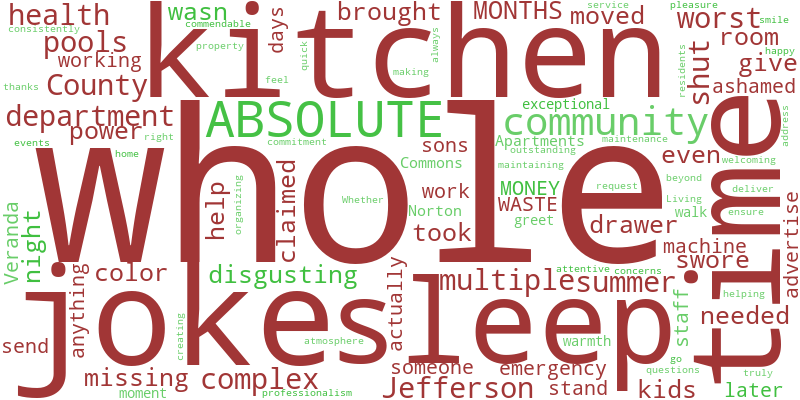 health
wasn
commendable
consistently
property
kitchen
days
quick
brought
MONTHS
service
pleasure
smile
moved
worst
always
making
feel
pools
working
County
thanks
residents
shut
room
happy
give
ashamed
department
power
right
events
home
ABSOLUTE
commitment
exceptional
community
Apartments
outstanding
maintaining
maintenance
address
sons
Commons
even
welcoming
whole
help
organizing
claimed
Whether
work
Norton
took
MONEY
WASTE
greet
request
beyond
Living
deliver
walk
ensure
drawer
machine
swore
time
advertise
Veranda
night
color
anything
disgusting
actually
multiple
attentive
concerns
summer
staff
helping
needed
joke
sleep
creating
atmosphere
warmth
send
missing
moment
complex
professionalism
someone
Jefferson
emergency
stand
kids
go
questions
truly
later